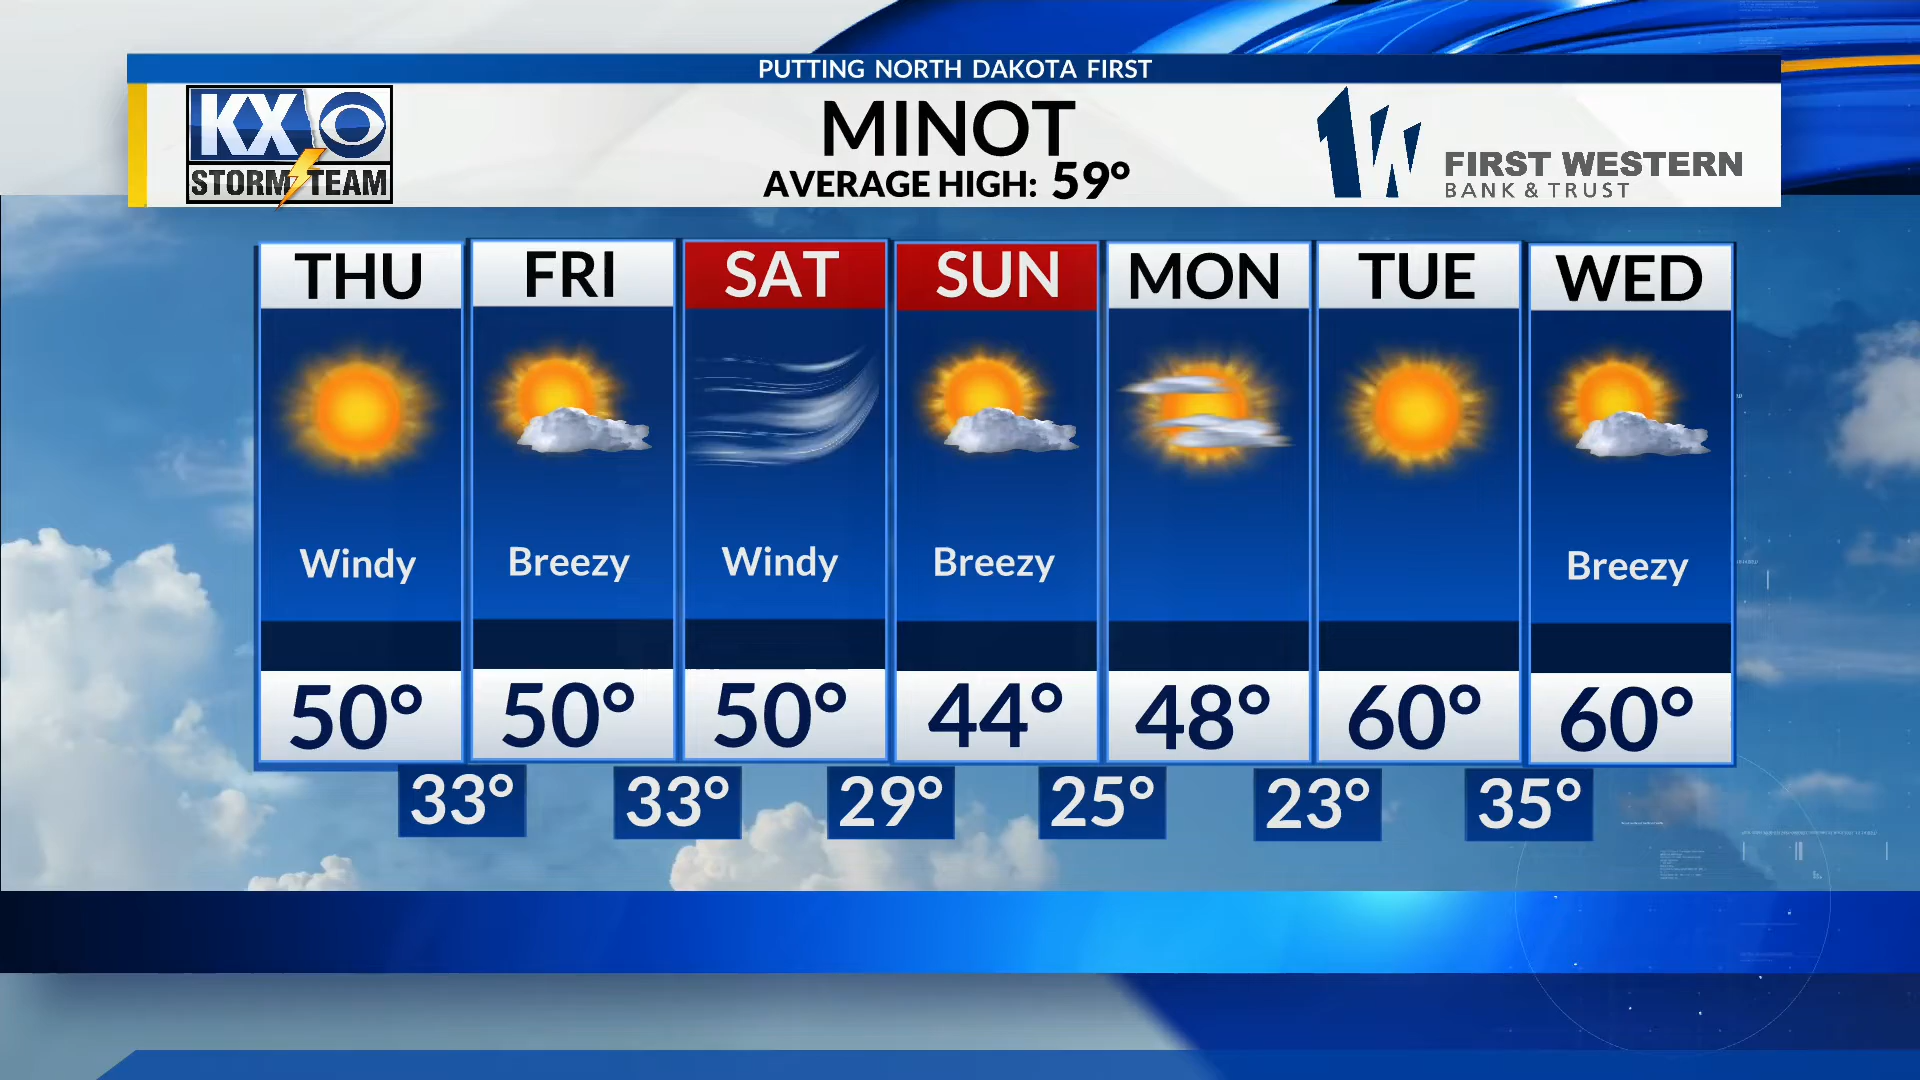 PUTTING NORTH DAKOTA FIRST
KX
STORM TEAM
MINOT
AVERAGE HIGH: 59°
1W
FIRST WESTERN
BANK & TRUST
THU FRI SAT SUN MON TUE WED
Windy Breezy Windy Breezy Breezy
50° 50° 50° 44° 48° 60° 60°
33° 33° 29° 25° 23° 35°